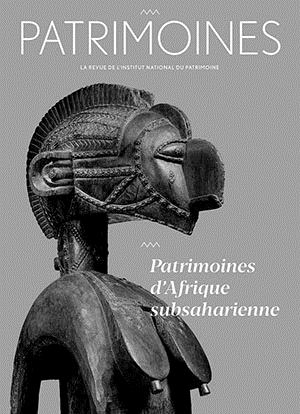 PATRIMOINES
LA REVUE DE L'INSTITUT NATIONAL DU PATRIMOINE
Patrimoines
d'Afrique
subsaharienne